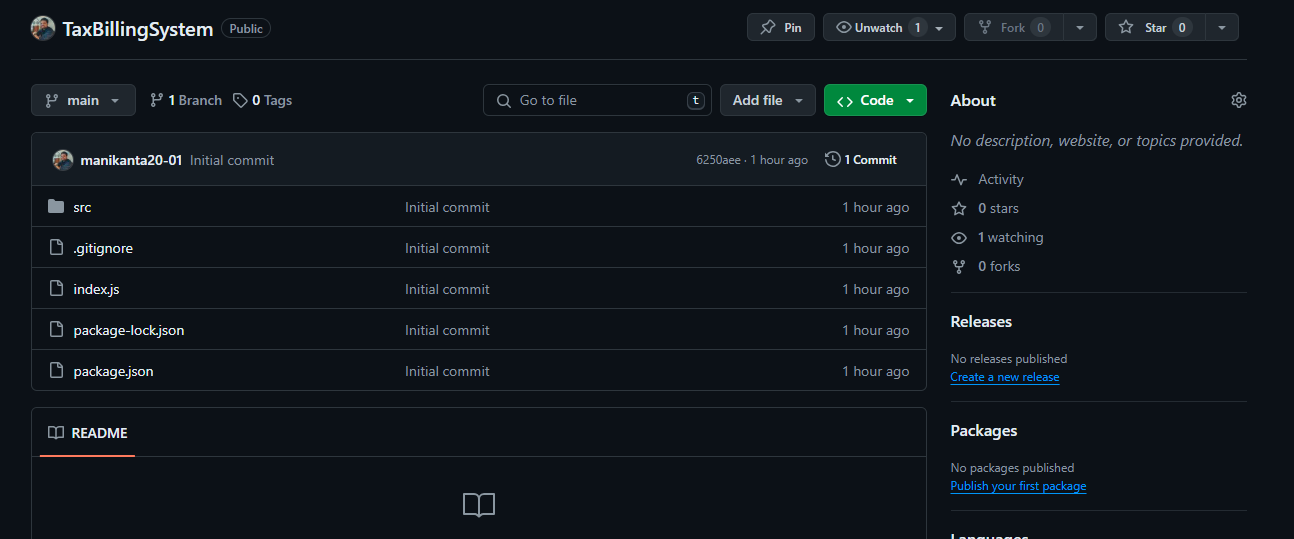 TaxBillingSystem Public Pin Unwatch 1 Fork 0 Star 0
main 1 Branch 0 Tags Go to file t Add file Code
manikanta20-01 Initial commit 6250aee · 1 hour ago 1 Commit
src Initial commit 1 hour ago
.gitignore Initial commit 1 hour ago
index.js Initial commit 1 hour ago
package-lock.json Initial commit 1 hour ago
package.json Initial commit 1 hour ago
README
About
No description, website, or topics provided.
Activity
0 stars
1 watching
0 forks
Releases
No releases published
Create a new release
Packages
No packages published
Publish your first package
Languages